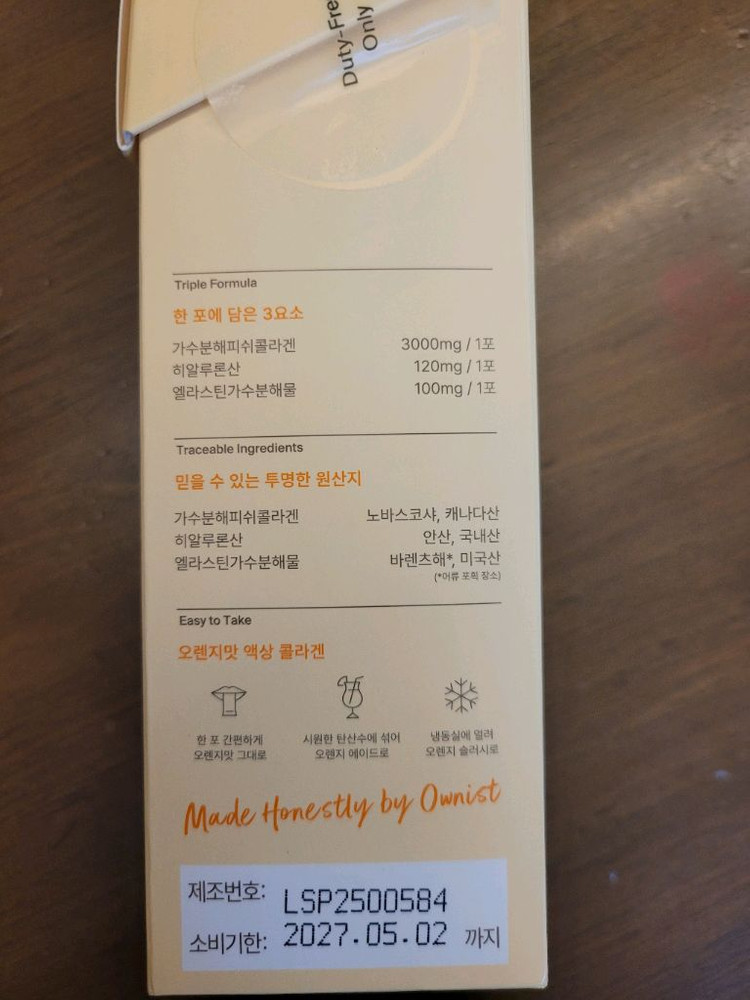 Duty-Fre
Only
Triple Formula
한 포에 담은 3요소
가수분해피쉬콜라겐 3000mg / 1포
히알루론산 120mg / 1포
엘라스틴가수분해물 100mg / 1포
Traceable Ingredients
믿을 수 있는 투명한 원산지
가수분해피쉬콜라겐 노바스코샤, 캐나다산
히알루론산 안산, 국내산
엘라스틴가수분해물 바렌츠해*, 미국산
(*어류 포획 장소)
Easy to Take
오렌지맛 액상 콜라겐
한 포 간편하게
오렌지맛 그대로
시원한 탄산수에 섞어
오렌지 에이드로
냉동실에 얼려
오렌지 슬러시로
Made Honestly by Ownist
제조번호: LSP2500584
소비기한: 2027.05.02 까지